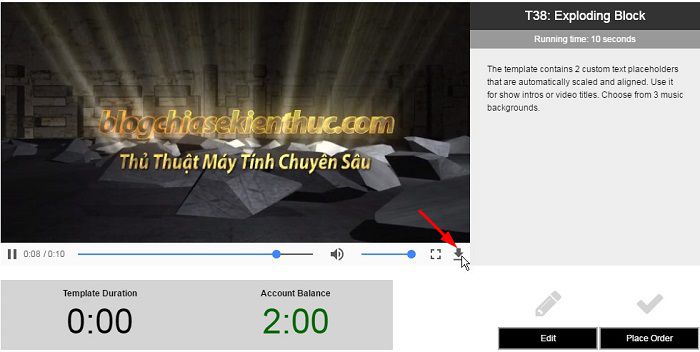 T38: Exploding Block
Running time: 10 seconds
The template contains 2 custom text placeholders
that are automatically scaled and aligned. Use it
for show intros or video titles. Choose from 3 music
backgrounds.
blogchiasekienthuc.com
Thủ Thuật Máy Tính Chuyên Sâu
0:08 / 0:10
Template Duration
0:00
Account Balance
2:00
Edit
Place Order